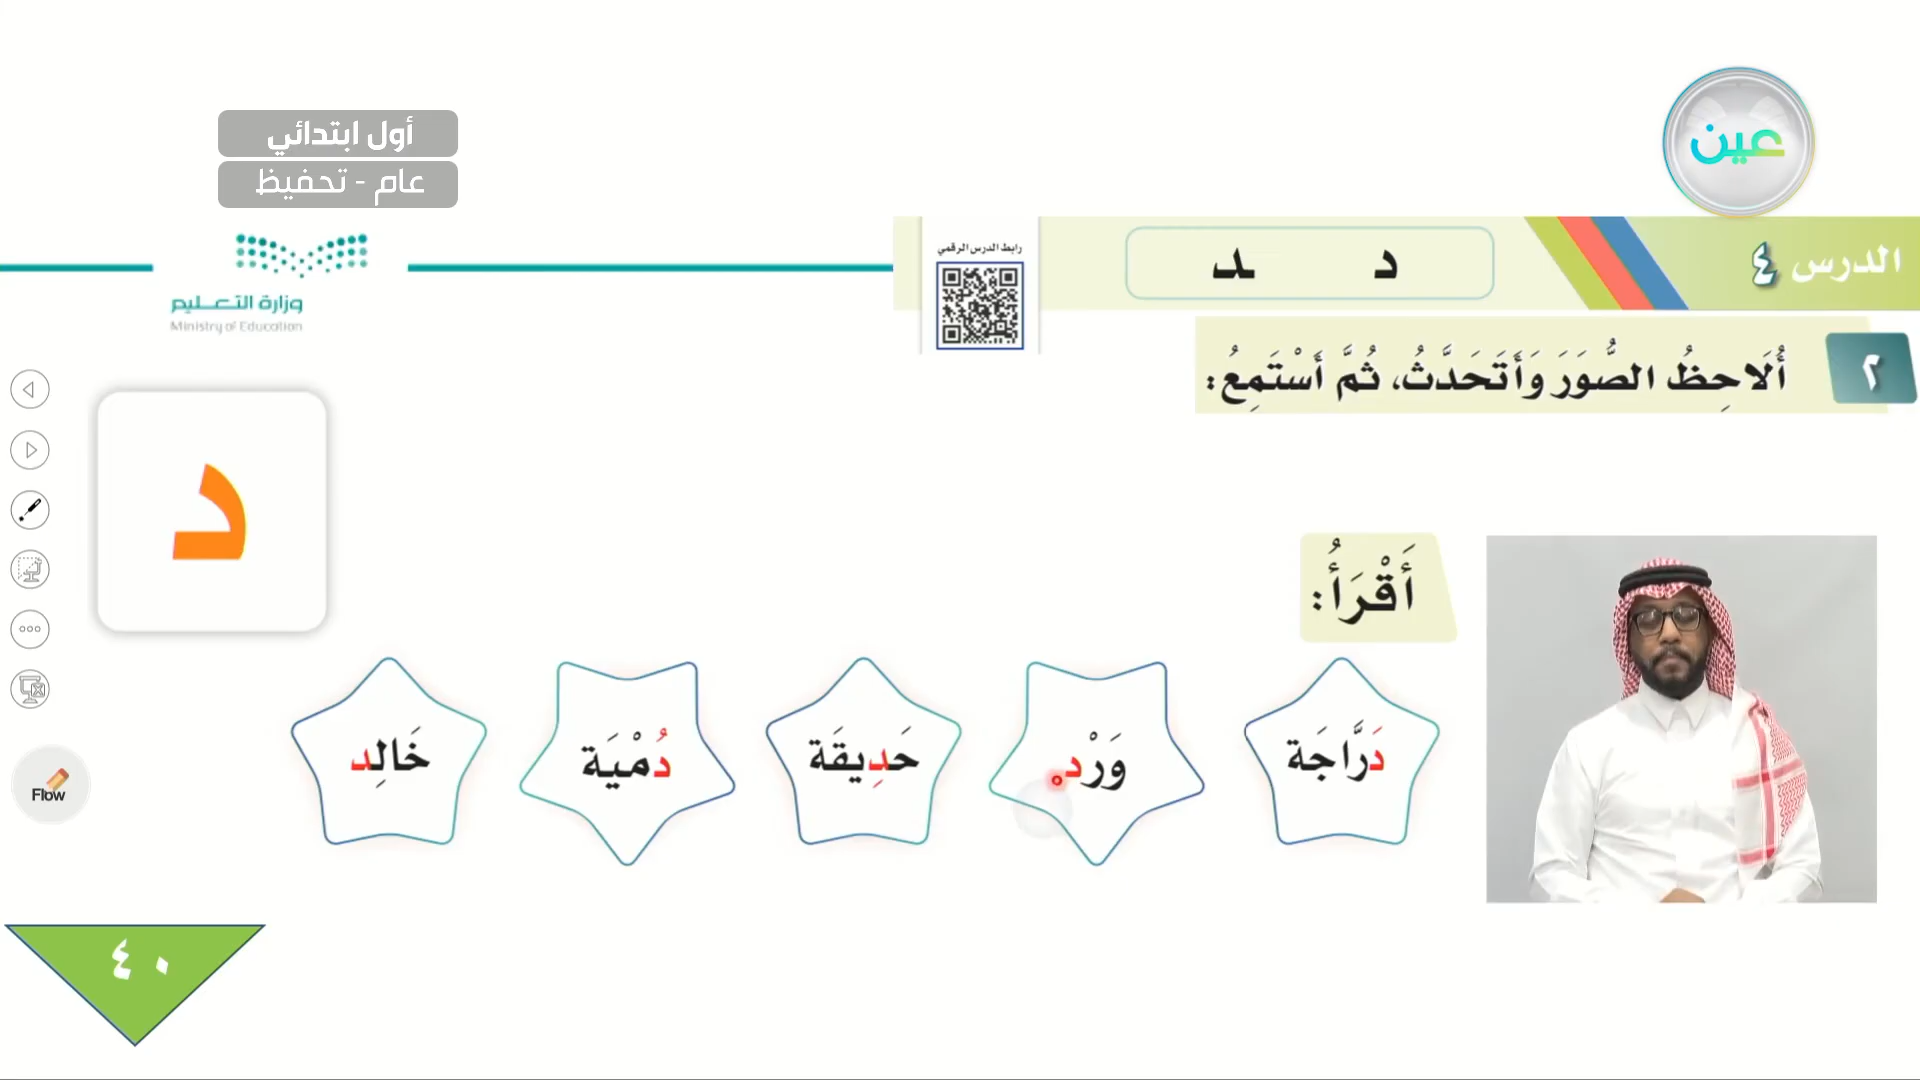 أول ابتدائي
عام - تحفيظ
عين
وزارة التعليم
Ministry of Education
رابط الدرس الرقمي
د ـد
الدرس ٤
٢ أُلَاحِظُ الصُّوَرَ وَأَتَحَدَّثُ، ثُمَّ أَسْتَمِعُ:
د
أَقْرَأُ:
دَرَّاجَة وَرْد حَدِيقَة دُمْيَة خَالِد
Flow
٤٠